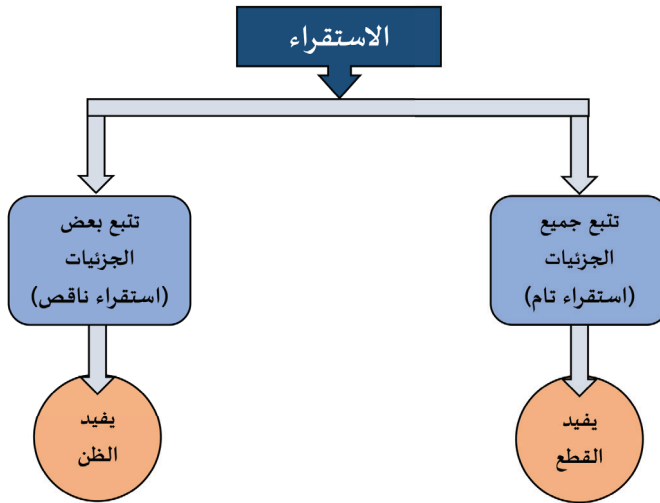 الاستقراء
تتبع جميع
الجزئيات
(استقراء تام)
تتبع بعض
الجزئيات
(استقراء ناقص)
يفيد
القطع
يفيد
الظن